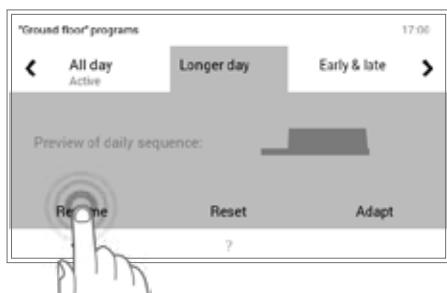 "Ground floor" programs 17:00
All day Longer day Early & late
Active
Preview of daily sequence:
Reset Adapt
?